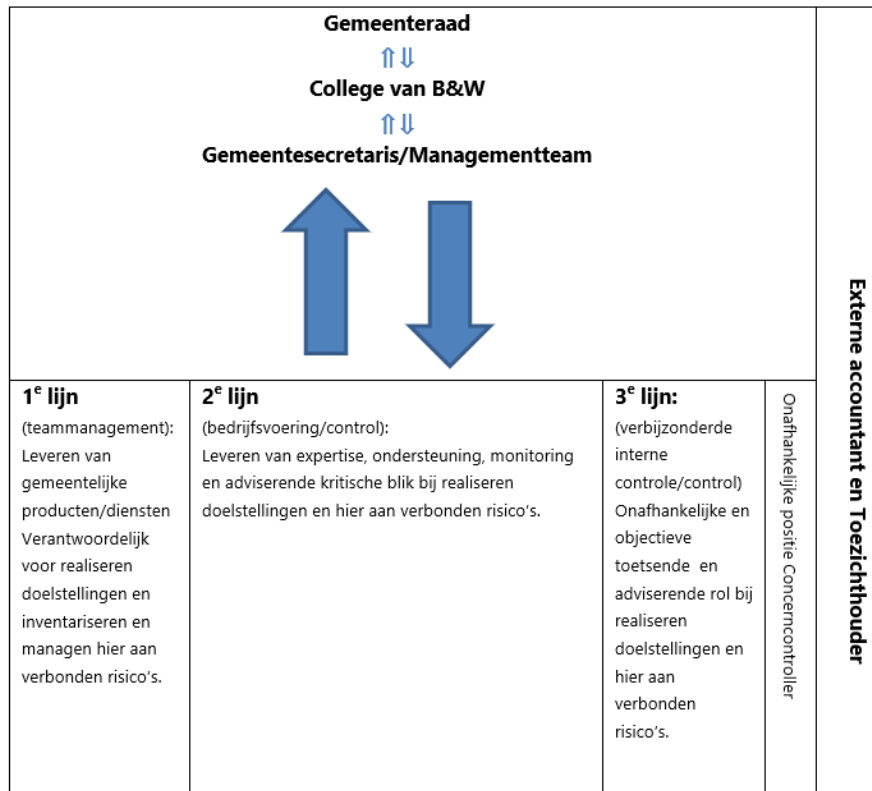 Gemeenteraad
⇑⇓
College van B&W
⇑⇓
Gemeentesecretaris/Managementteam
1e lijn
(teammanagement):
Leveren van
gemeentelijke
producten/diensten
Verantwoordelijk
voor realiseren
doelstellingen en
inventariseren en
managen hier aan
verbonden risico's.
2e lijn
(bedrijfsvoering/control):
Leveren van expertise, ondersteuning, monitoring
en adviserende kritische blik bij realiseren
doelstellingen en hier aan verbonden risico's.
3e lijn:
(verbijzonderde
interne
controle/control)
Onafhankelijke en
objectieve
toetsende en
adviserende rol bij
realiseren
doelstellingen en
hier aan
verbonden
risico's.
Onafhankelijke positie Concerncontroller
Externe accountant en Toezichthouder